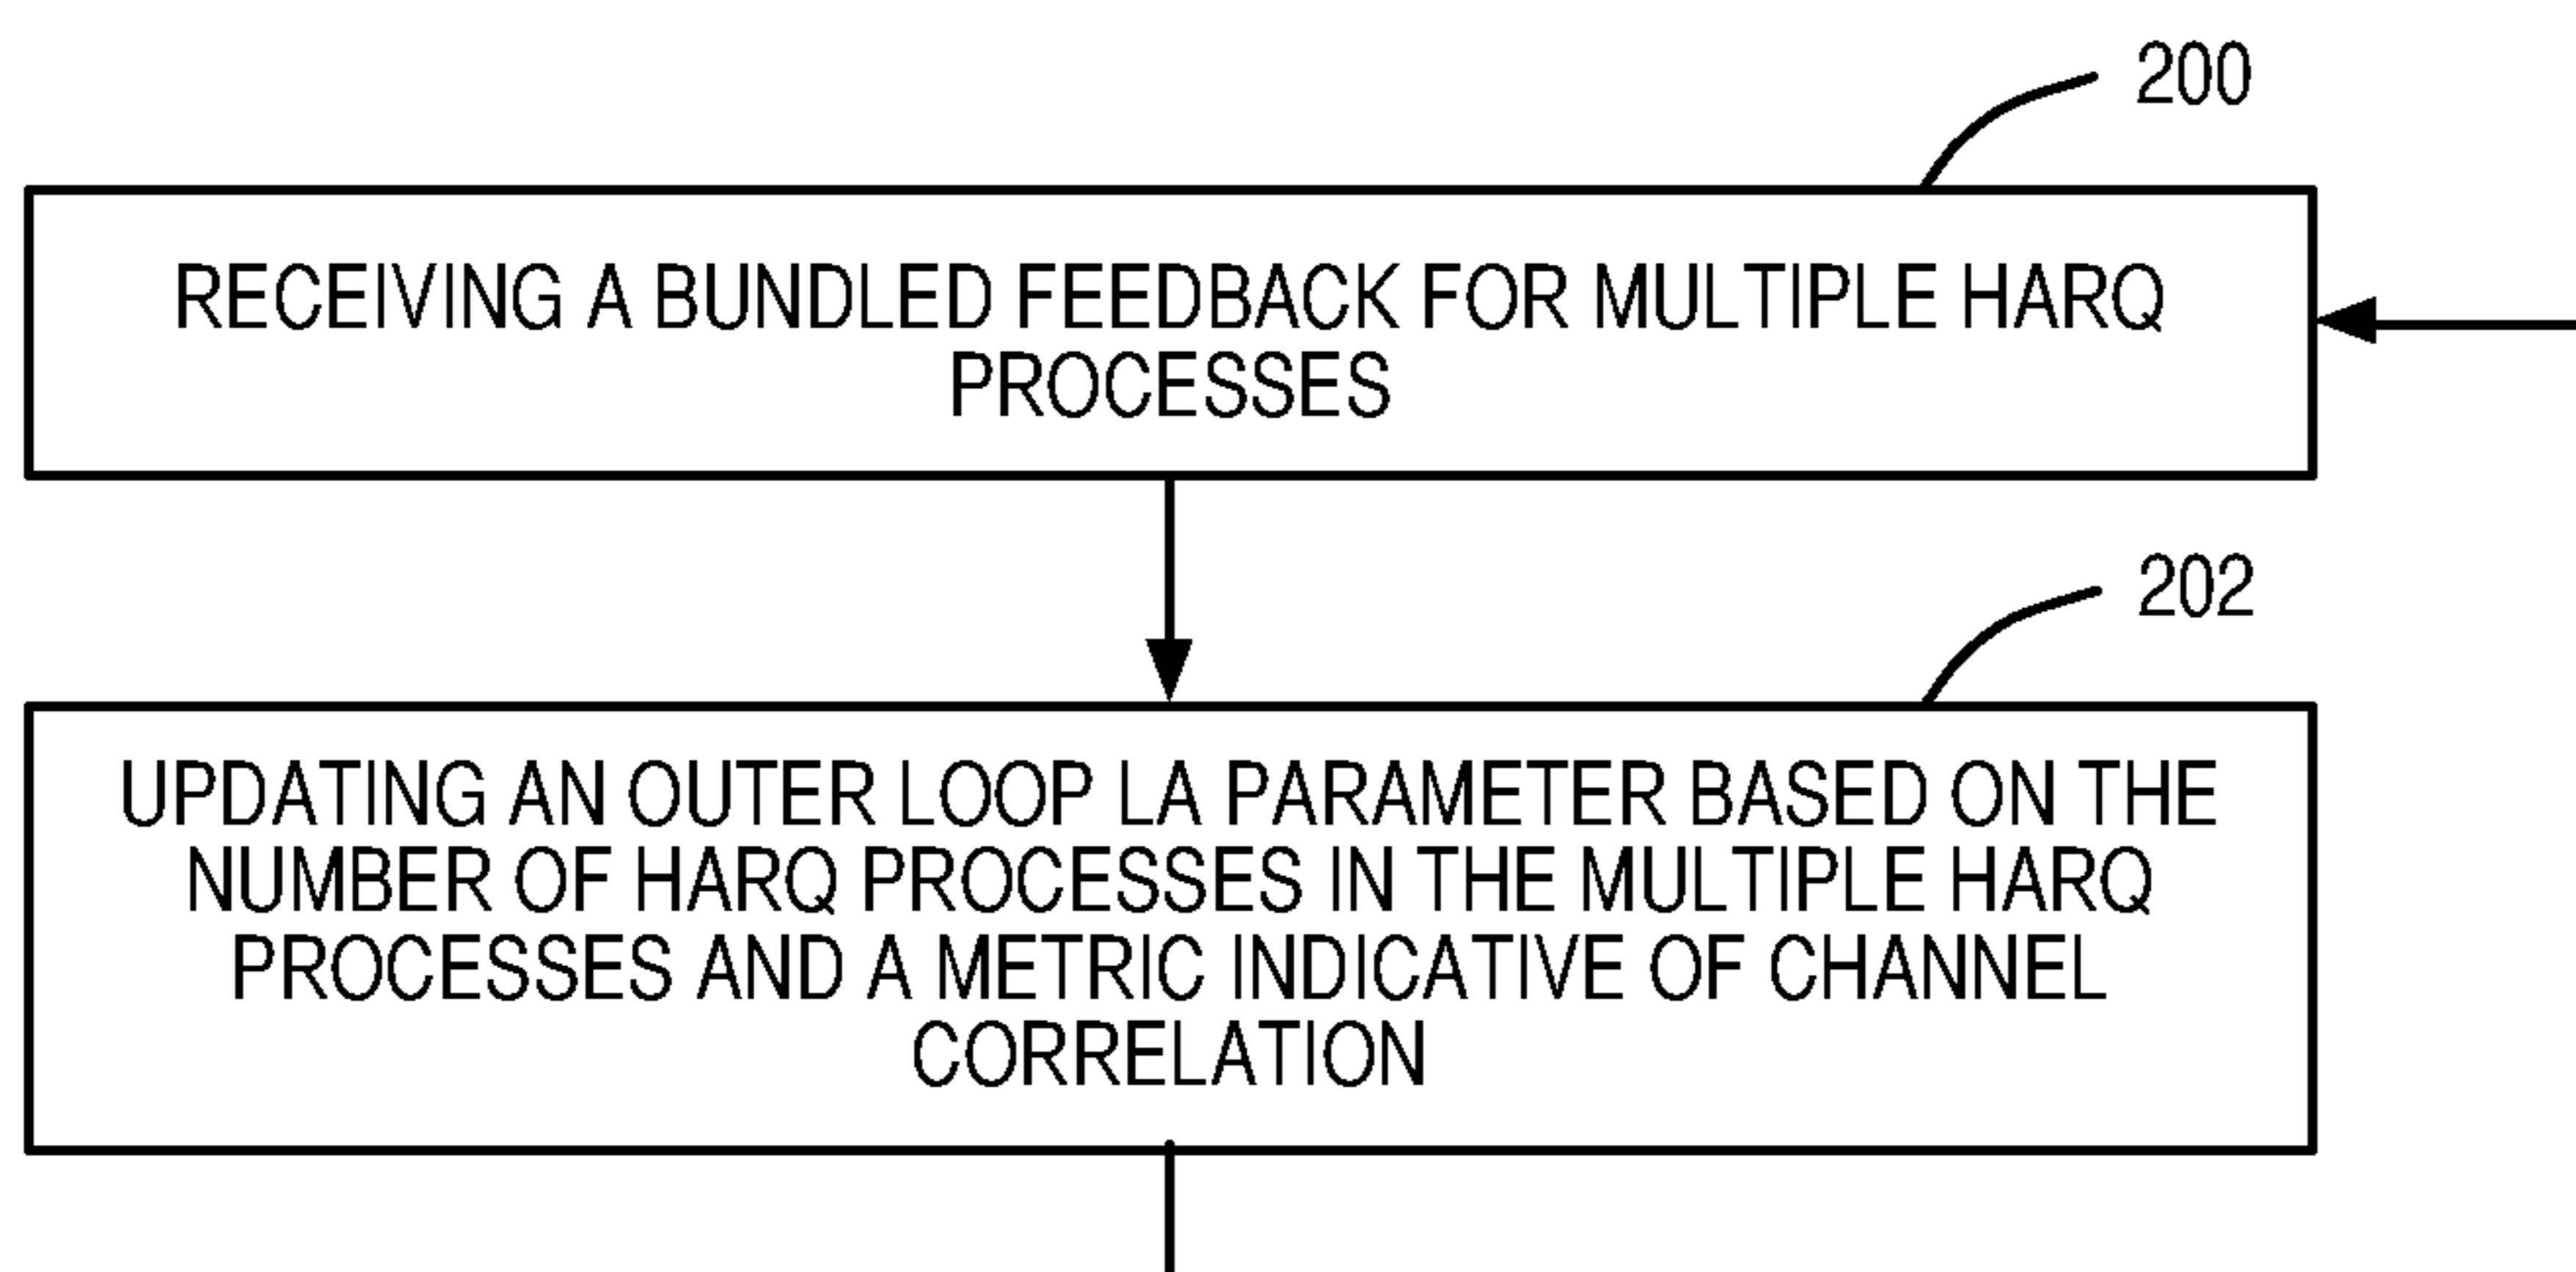 200
RECEIVING A BUNDLED FEEDBACK FOR MULTIPLE HARQ
PROCESSES
202
UPDATING AN OUTER LOOP LA PARAMETER BASED ON THE
NUMBER OF HARQ PROCESSES IN THE MULTIPLE HARQ
PROCESSES AND A METRIC INDICATIVE OF CHANNEL
CORRELATION